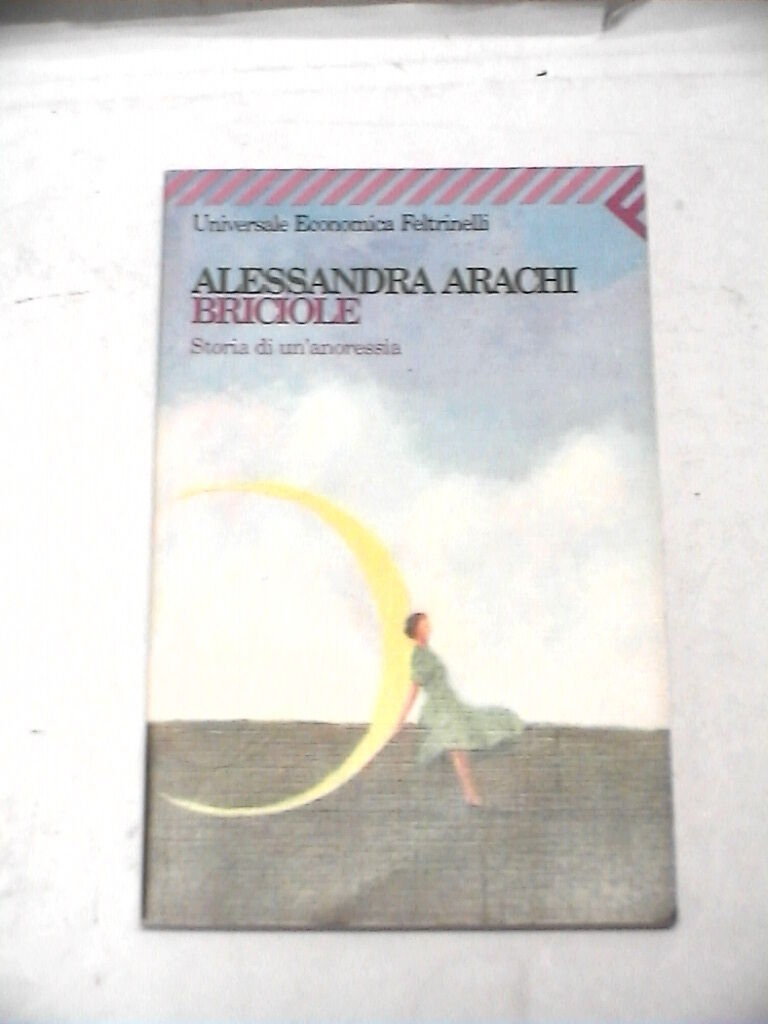 Universale Economica Feltrinelli
ALESSANDRA ARACHI
BRICIOLE
Storia di un'anoressia